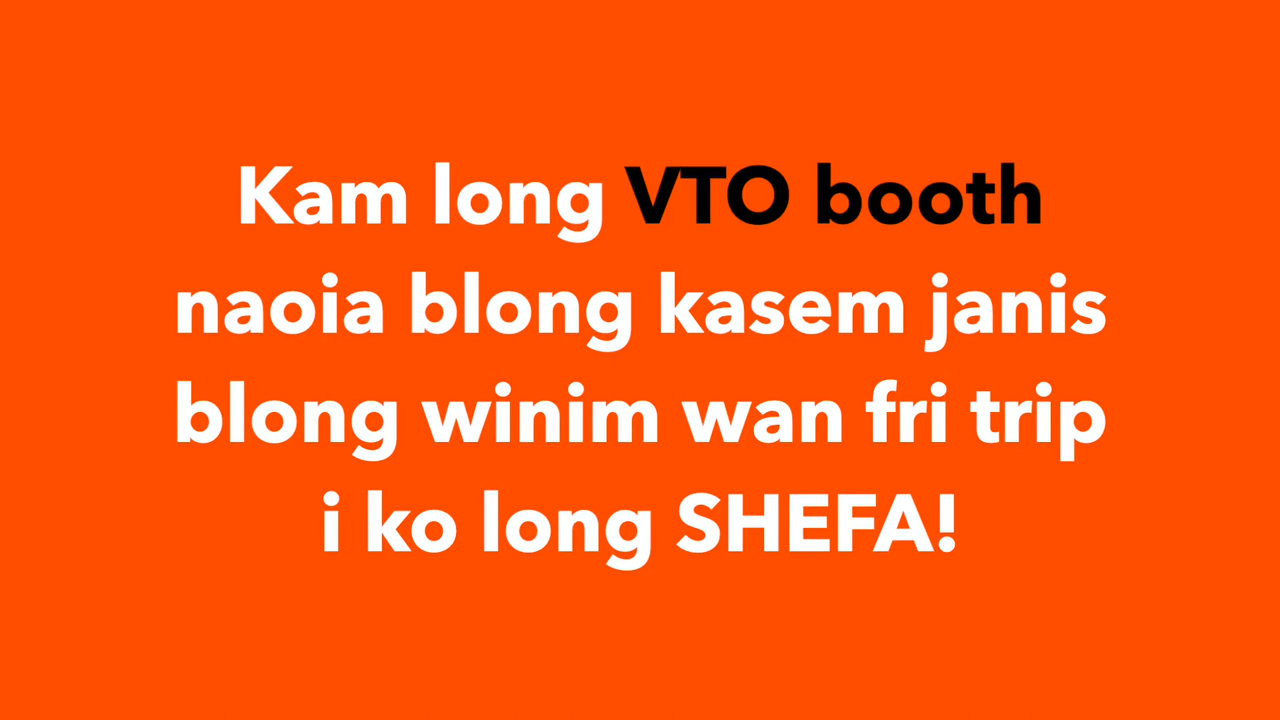 Kam long VTO booth
naoia blong kasem janis
blong winim wan fri trip
i ko long SHEFA!